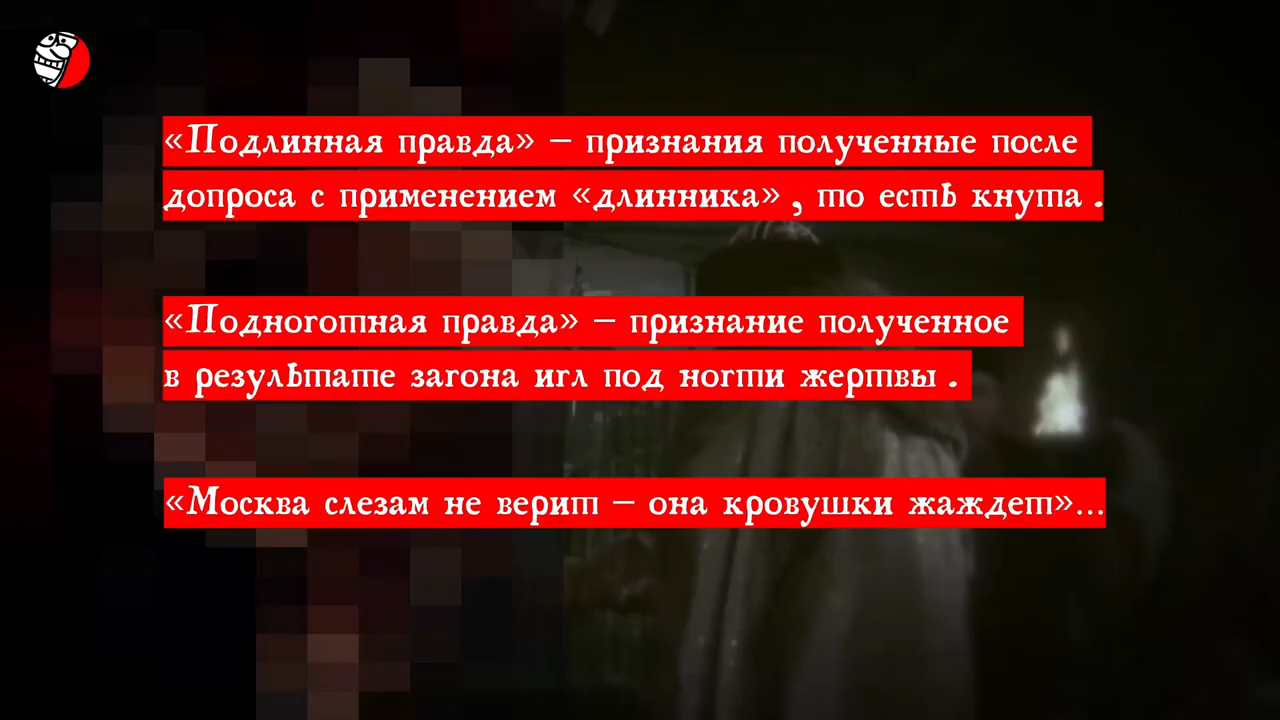 «Подлинная правда» – признания полученные после
допроса с применением «длинника» , то есть кнута .
«Подноготная правда» – признание полученное
в результате загона игл под ногти жертвы .
«Москва слезам не верит – она кровушки жаждет»...